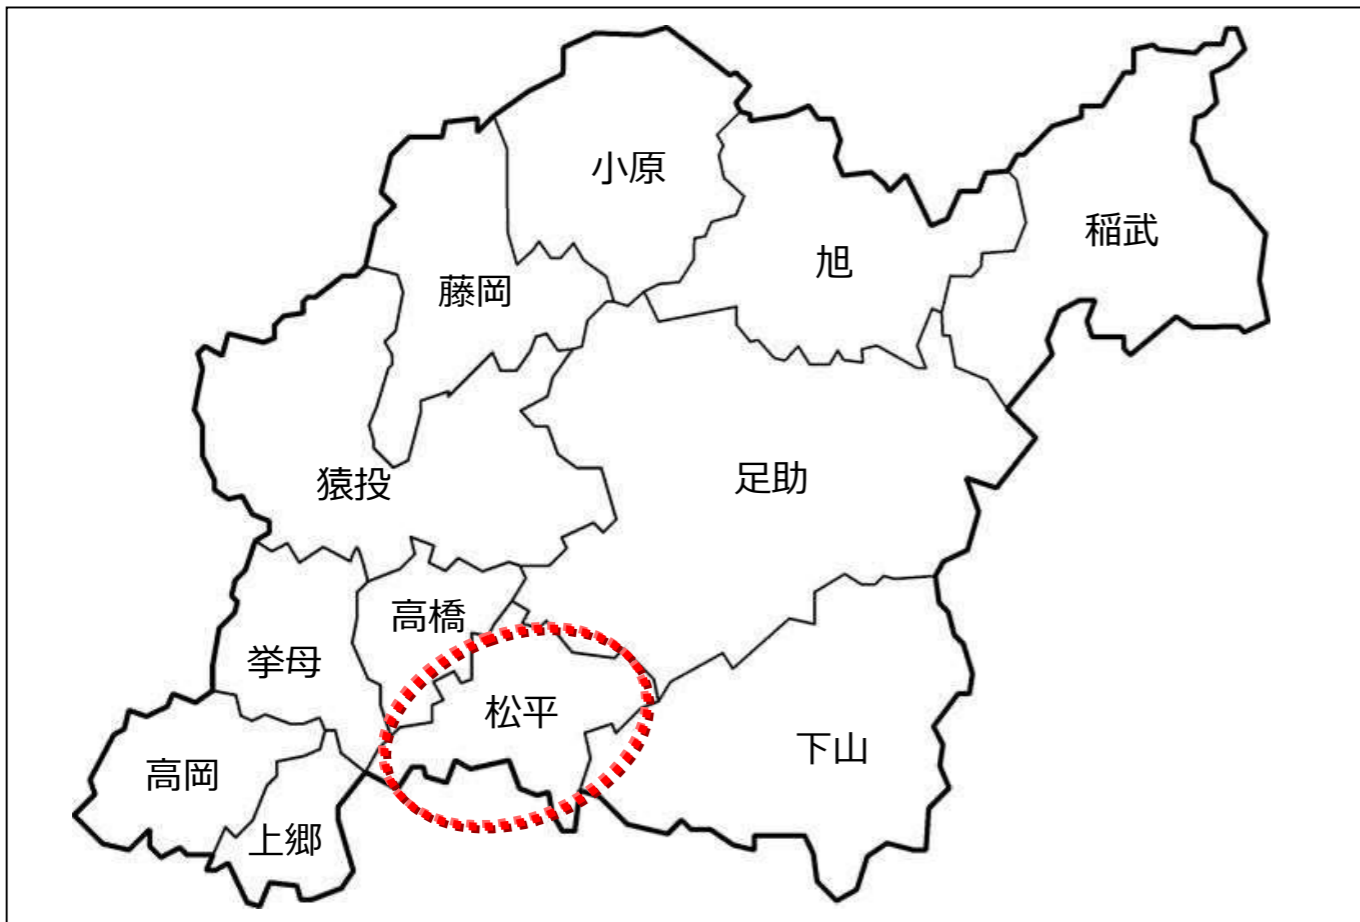 小原
稲武
旭
藤岡
足助
猿投
高橋
挙母
松平
下山
高岡
上郷